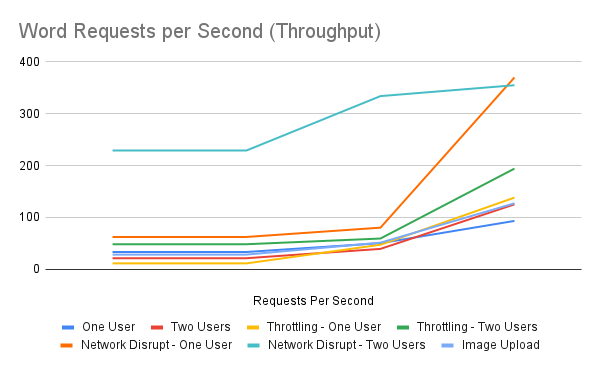 Word Requests per Second (Throughput)
400
300
200
100
0
Requests Per Second
One User Two Users Throttling - One User Throttling - Two Users
Network Disrupt - One User Network Disrupt - Two Users Image Upload